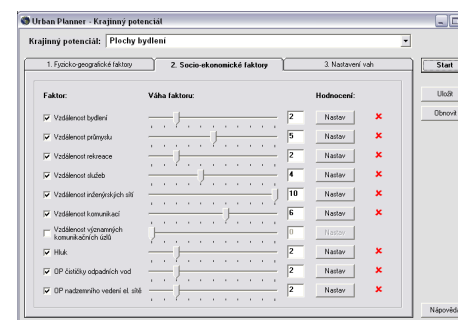 Urban Planner - Krajinný potenciál
Krajinný potenciál: Plochy bydlení
1. Fyzicko-geografické faktory
2. Socio-ekonomické faktory
3. Nastavení vah
Start
Uložit
Obnovit
Faktor: Váha faktoru: Hodnocení:
Vzdálenost bydlení 2 Nastav
Vzdálenost průmyslu 5 Nastav
Vzdálenost rekreace 2 Nastav
Vzdálenost služeb 4 Nastav
Vzdálenost inženýrských sítí 10 Nastav
Vzdálenost komunikací 6 Nastav
Vzdálenost významných
komunikačních uzlů 0 Nastav
Hluk 2 Nastav
OP čističky odpadních vod 2 Nastav
OP nadzemního vedení el. sítě 2 Nastav
Nápověda